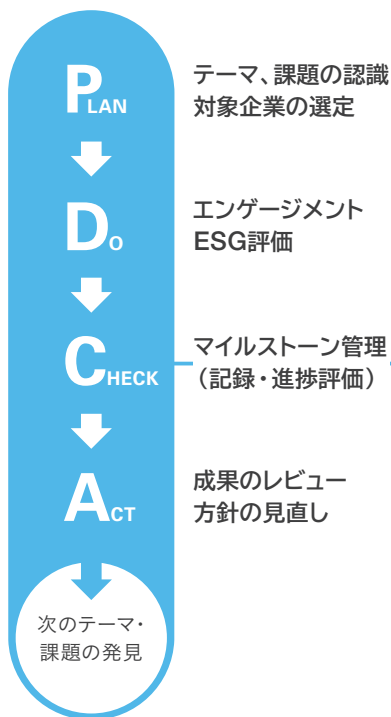 PLAN
テーマ、課題の認識
対象企業の選定
DO
エンゲージメント
ESG評価
CHECK
マイルストーン管理
（記録・進捗評価）
ACT
成果のレビュー
方針の見直し
次のテーマ・
課題の発見